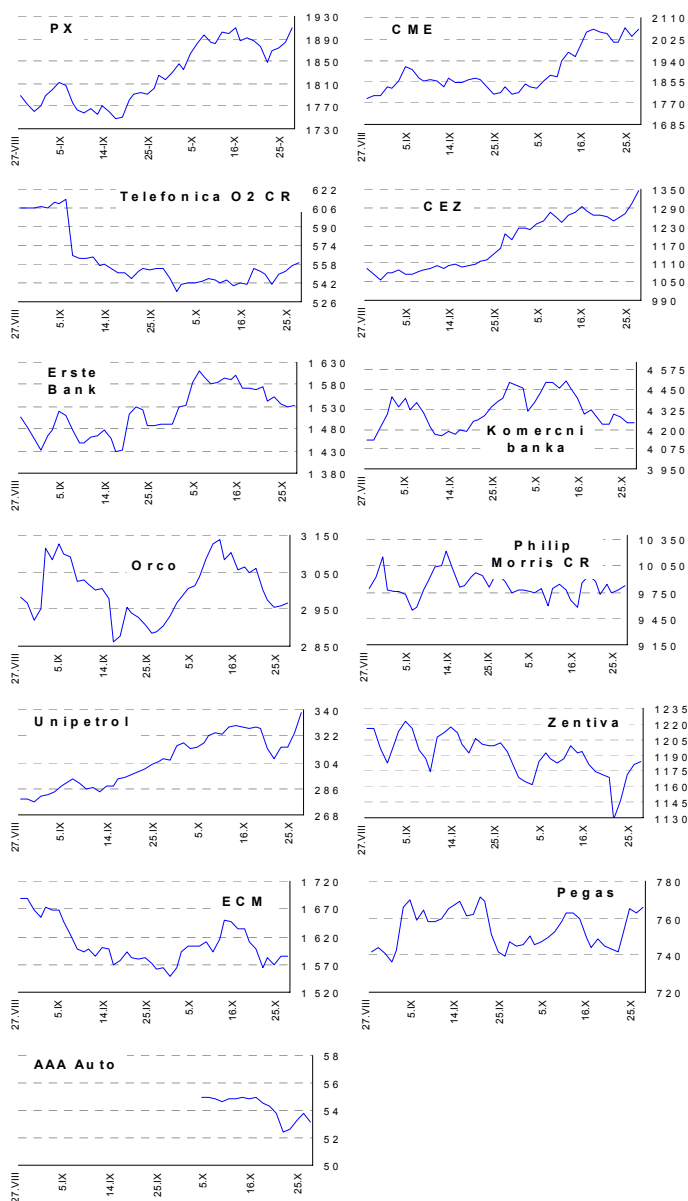 PX
1930
1890
1850
1810
1770
1730
27-VIII
5-IX
14-IX
25-IX
5-X
16-X
25-X
CME
2110
2025
1940
1855
1770
1685
27.VIII
5.IX
14.IX
25.IX
5.X
16.X
25.X
Telefonica O2 CR
622
606
590
574
558
542
526
27.VIII
5.IX
14.IX
25.IX
5.X
16.X
25.X
CEZ
1350
1290
1230
1170
1110
1050
990
27.VIII
5.IX
14.IX
25.IX
5.X
16.X
25.X
Erste
Bank
1630
1580
1530
1480
1430
1380
27.VIII
5.IX
14.IX
25.IX
5.X
16.X
25.X
Komercni
banka
4 575
4 450
4 325
4 200
4 075
3 950
27.VIII
5.IX
14.IX
25.IX
5.X
16.X
25.X
Orco
3 150
3 050
2 950
2 850
27.VIII
5.IX
14.IX
25.IX
5.X
16.X
25.X
Philip
Morris CR
10 350
10 050
9 750
9 450
9 150
27.VIII
5.IX
14.IX
25.IX
5.X
16.X
25.X
Unipetrol
340
322
304
286
268
27.VIII
5.IX
14.IX
25.IX
5.X
16.X
25.X
Zentiva
1235
1220
1205
1190
1175
1160
1145
1130
27.VIII
5.IX
14.IX
25.IX
5.X
16.X
25.X
ECM
1 720
1 670
1 620
1 570
1 520
27.VIII
5.IX
14.IX
25.IX
5.X
16.X
25.X
Pegas
780
760
740
720
27.VIII
5.IX
14.IX
25.IX
5.X
16.X
25.X
AAA Auto
58
56
54
52
50
27.VIII
5.IX
14.IX
25.IX
5.X
16.X
25.X